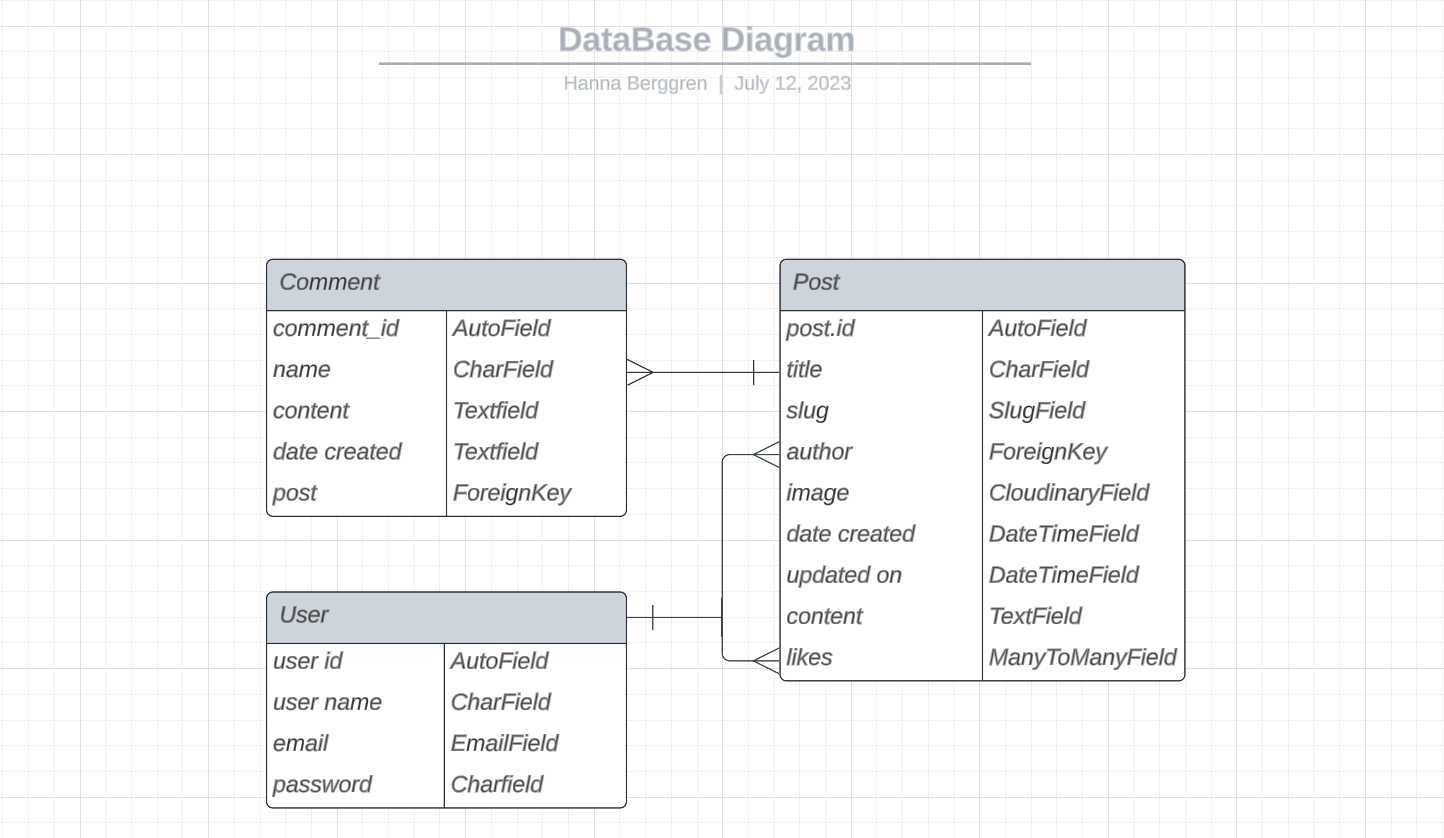 DataBase Diagram
Hanna Berggren | July 12, 2023
Comment
comment_id AutoField
name CharField
content Textfield
date created Textfield
post ForeignKey
Post
post.id AutoField
title CharField
slug SlugField
author ForeignKey
image CloudinaryField
date created DateTimeField
updated on DateTimeField
content TextField
likes ManyToManyField
User
user id AutoField
user name CharField
email EmailField
password Charfield